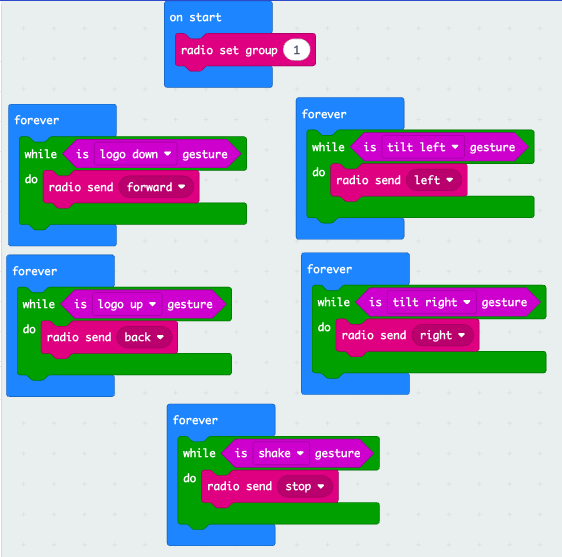 on start
radio set group 1
forever
while is logo down gesture
do radio send forward
forever
while is tilt left gesture
do radio send left
forever
while is logo up gesture
do radio send back
forever
while is tilt right gesture
do radio send right
forever
while is shake gesture
do radio send stop